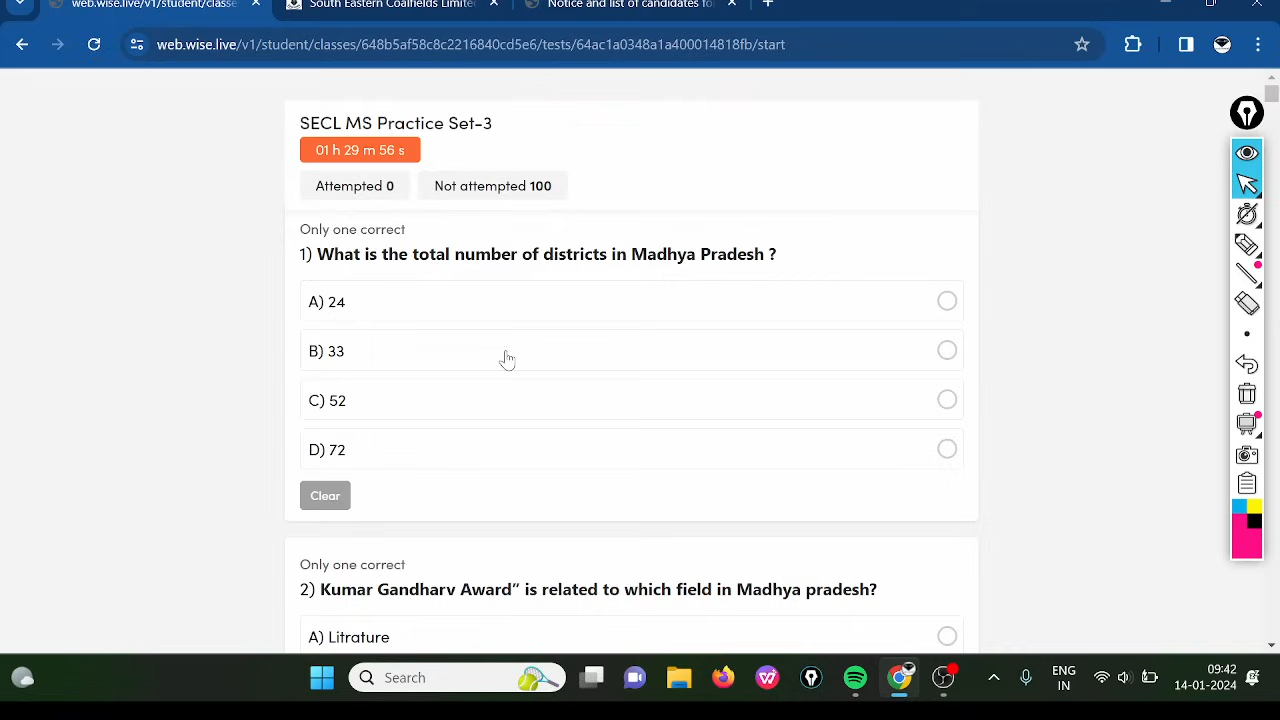 web.wise.live/v1/student/classe
South Eastern Coalfields Limite
Notice and list of candidates fo
web.wise.live/v1/student/classes/648b5af58c8c2216840cd5e6/tests/64ac1a0348a1a400014818fb/start
SECL MS Practice Set-3
01 h 29 m 56 s
Attempted 0 Not attempted 100
Only one correct
1) What is the total number of districts in Madhya Pradesh ?
A) 24
B) 33
C) 52
D) 72
Clear
Only one correct
2) Kumar Gandharv Award” is related to which field in Madhya pradesh?
A) Litrature
Search
ENG
IN
09:42
14-01-2024